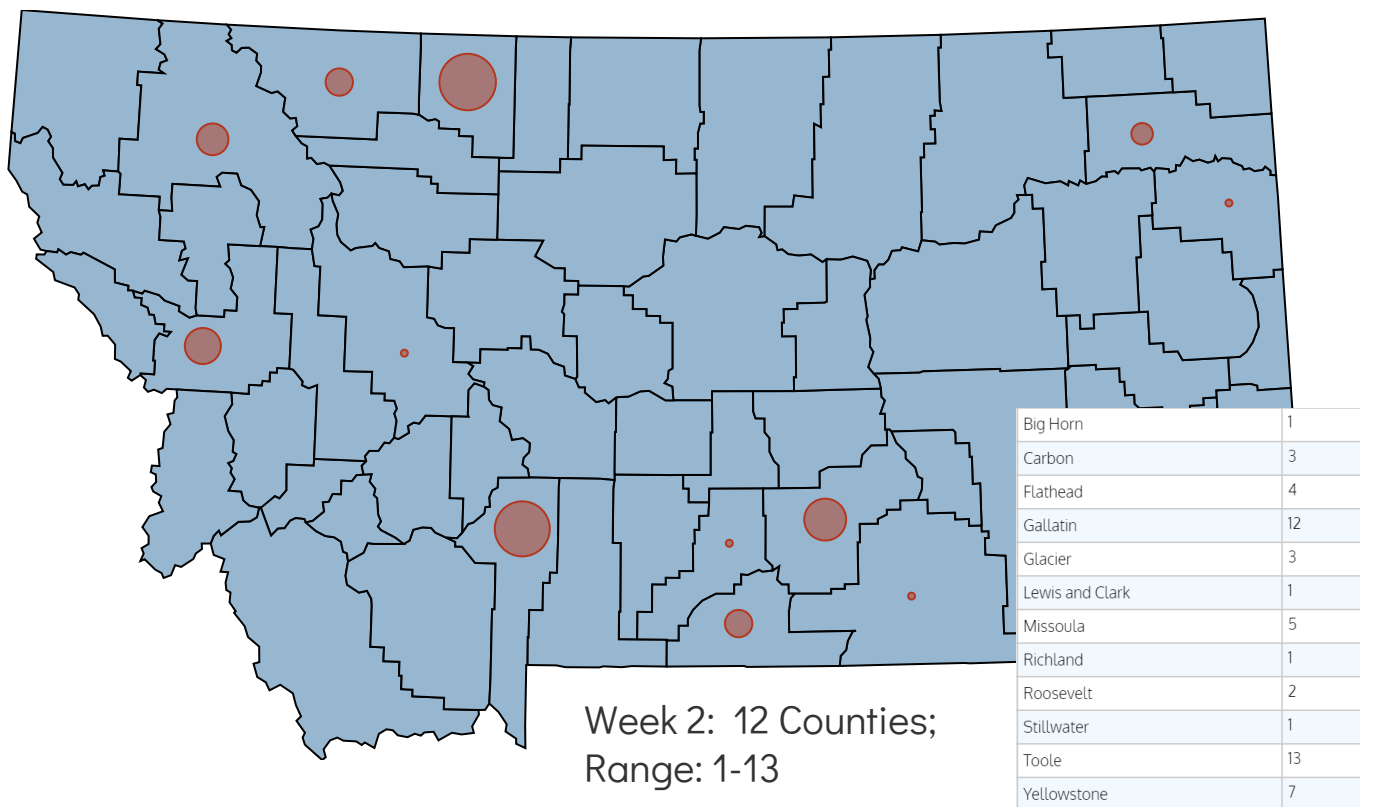 Big Horn 1
Carbon 3
Flathead 4
Gallatin 12
Glacier 3
Lewis and Clark 1
Missoula 5
Richland 1
Roosevelt 2
Stillwater 1
Toole 13
Yellowstone 7
Week 2: 12 Counties;
Range: 1-13